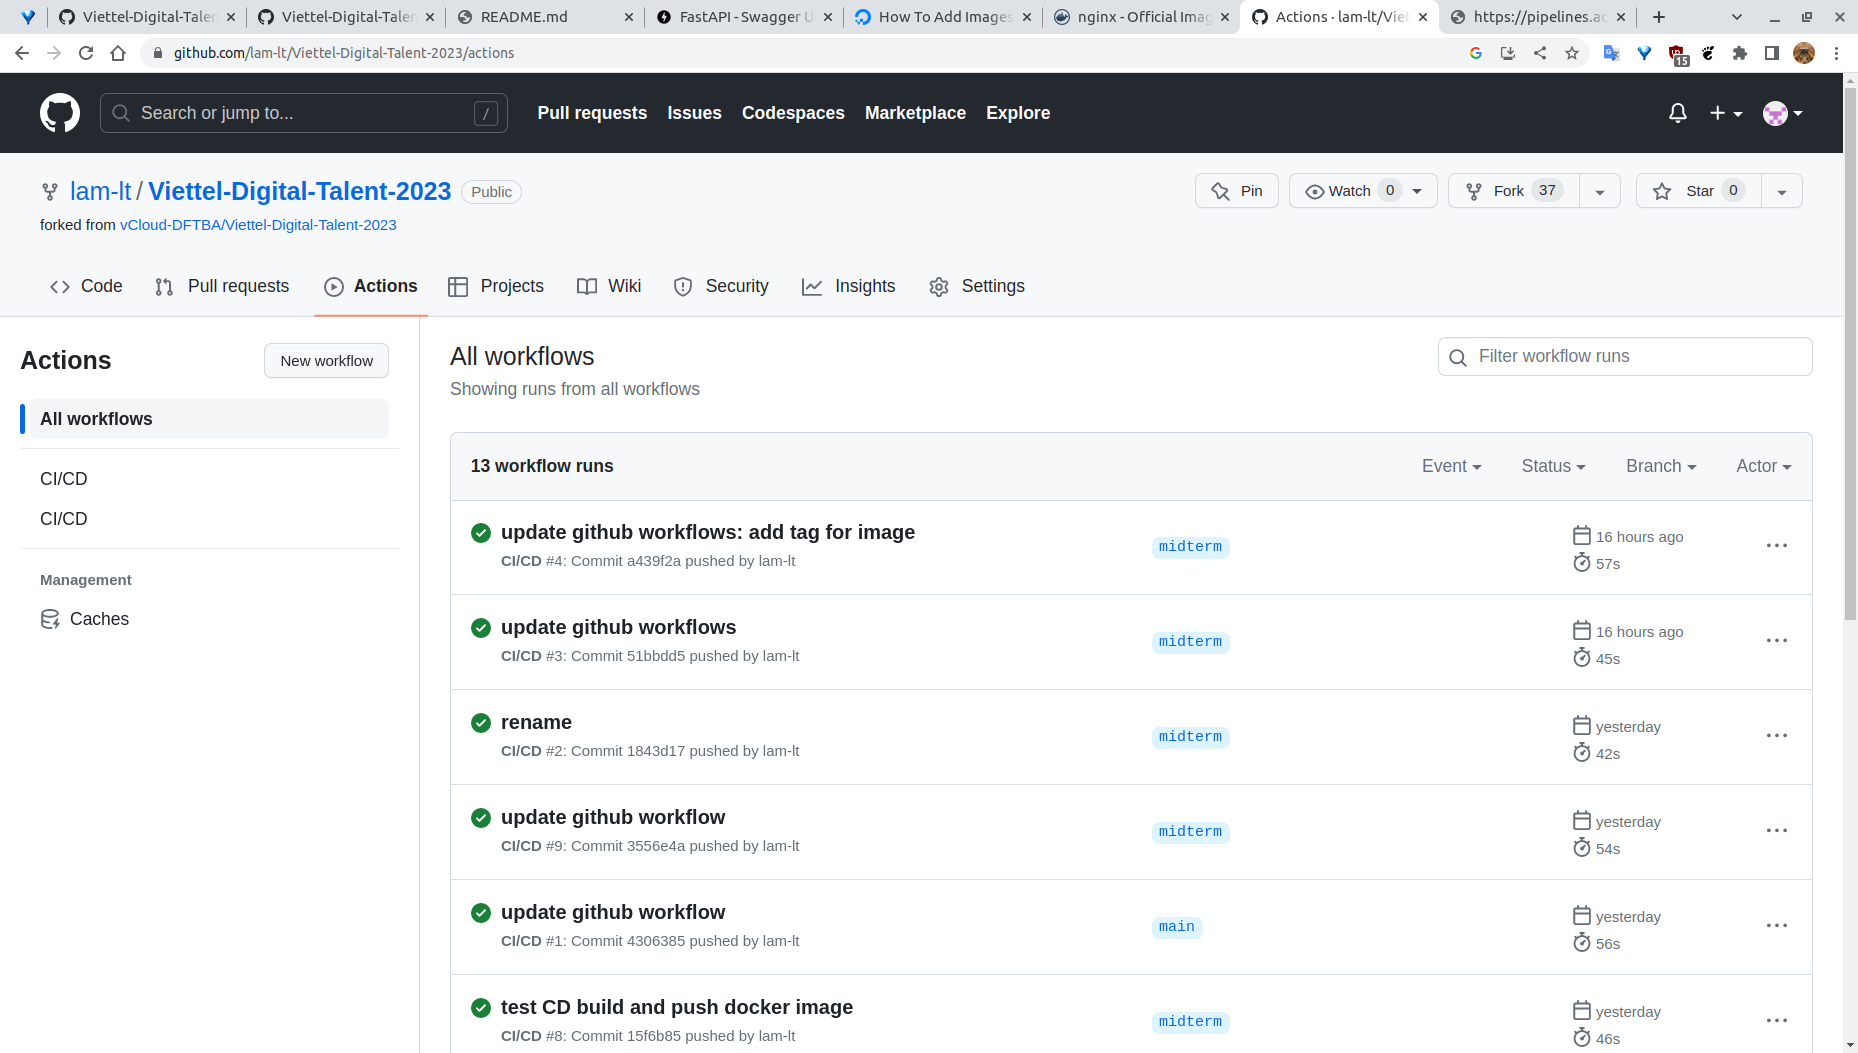 Viettel-Digital-Talen
Viettel-Digital-Talen
README.md
FastAPI - Swagger U
How To Add Images
nginx - Official Imag
Actions · lam-lt/Viet
https://pipelines.ac
github.com/lam-lt/Viettel-Digital-Talent-2023/actions
15
Search or jump to...
/
Pull requests
Issues
Codespaces
Marketplace
Explore
lam-lt / Viettel-Digital-Talent-2023
Public
Pin
Watch 0
Fork 37
Star 0
forked from vCloud-DFTBA/Viettel-Digital-Talent-2023
Code
Pull requests
Actions
Projects
Wiki
Security
Insights
Settings
Actions
New workflow
All workflows
CI/CD
CI/CD
Management
Caches
All workflows
Showing runs from all workflows
Filter workflow runs
13 workflow runs
Event
Status
Branch
Actor
update github workflows: add tag for image
CI/CD #4: Commit a439f2a pushed by lam-lt
midterm
16 hours ago
57s
update github workflows
CI/CD #3: Commit 51bbdd5 pushed by lam-lt
midterm
16 hours ago
45s
rename
CI/CD #2: Commit 1843d17 pushed by lam-lt
midterm
yesterday
42s
update github workflow
CI/CD #9: Commit 3556e4a pushed by lam-lt
midterm
yesterday
54s
update github workflow
CI/CD #1: Commit 4306385 pushed by lam-lt
main
yesterday
56s
test CD build and push docker image
CI/CD #8: Commit 15f6b85 pushed by lam-lt
midterm
yesterday
46s